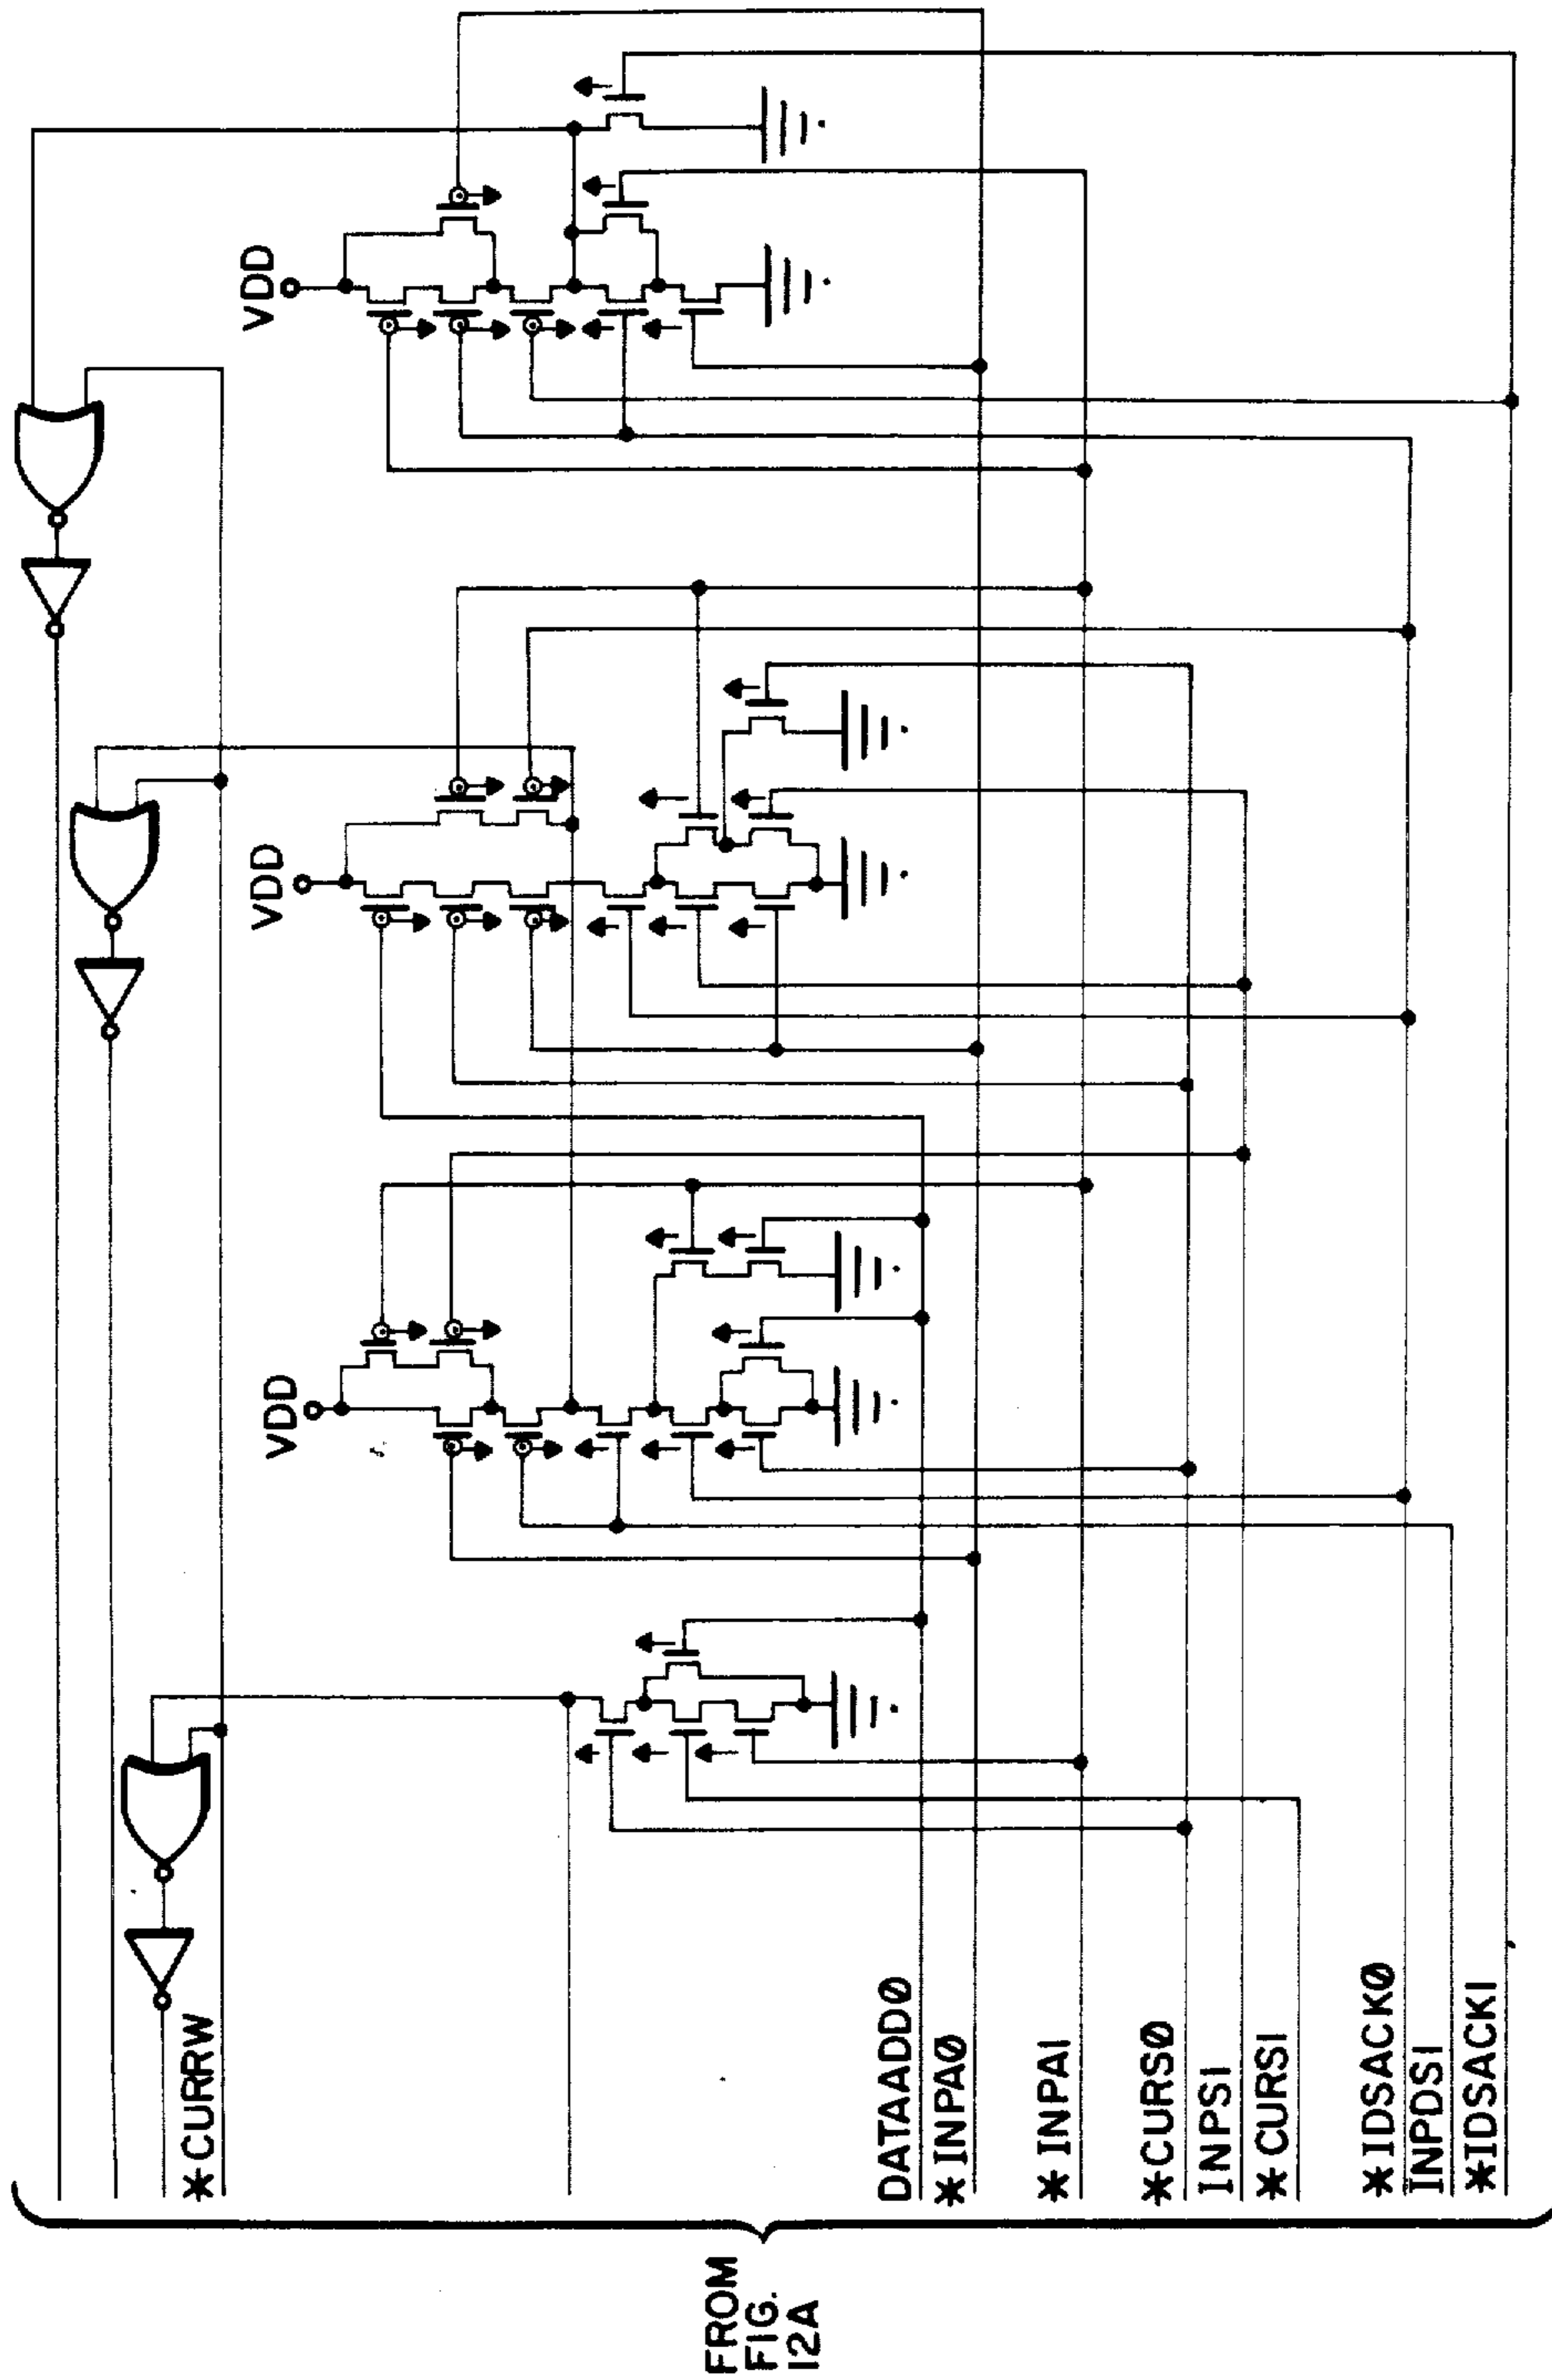 VDD
VDD
VDD
*CURRW
DATAADD0
*INPA0
*INPA1
*CURS0
INPS1
*CURS1
*IDSACK0
INPDS1
*IDSACK1
FROM
FIG.
12A